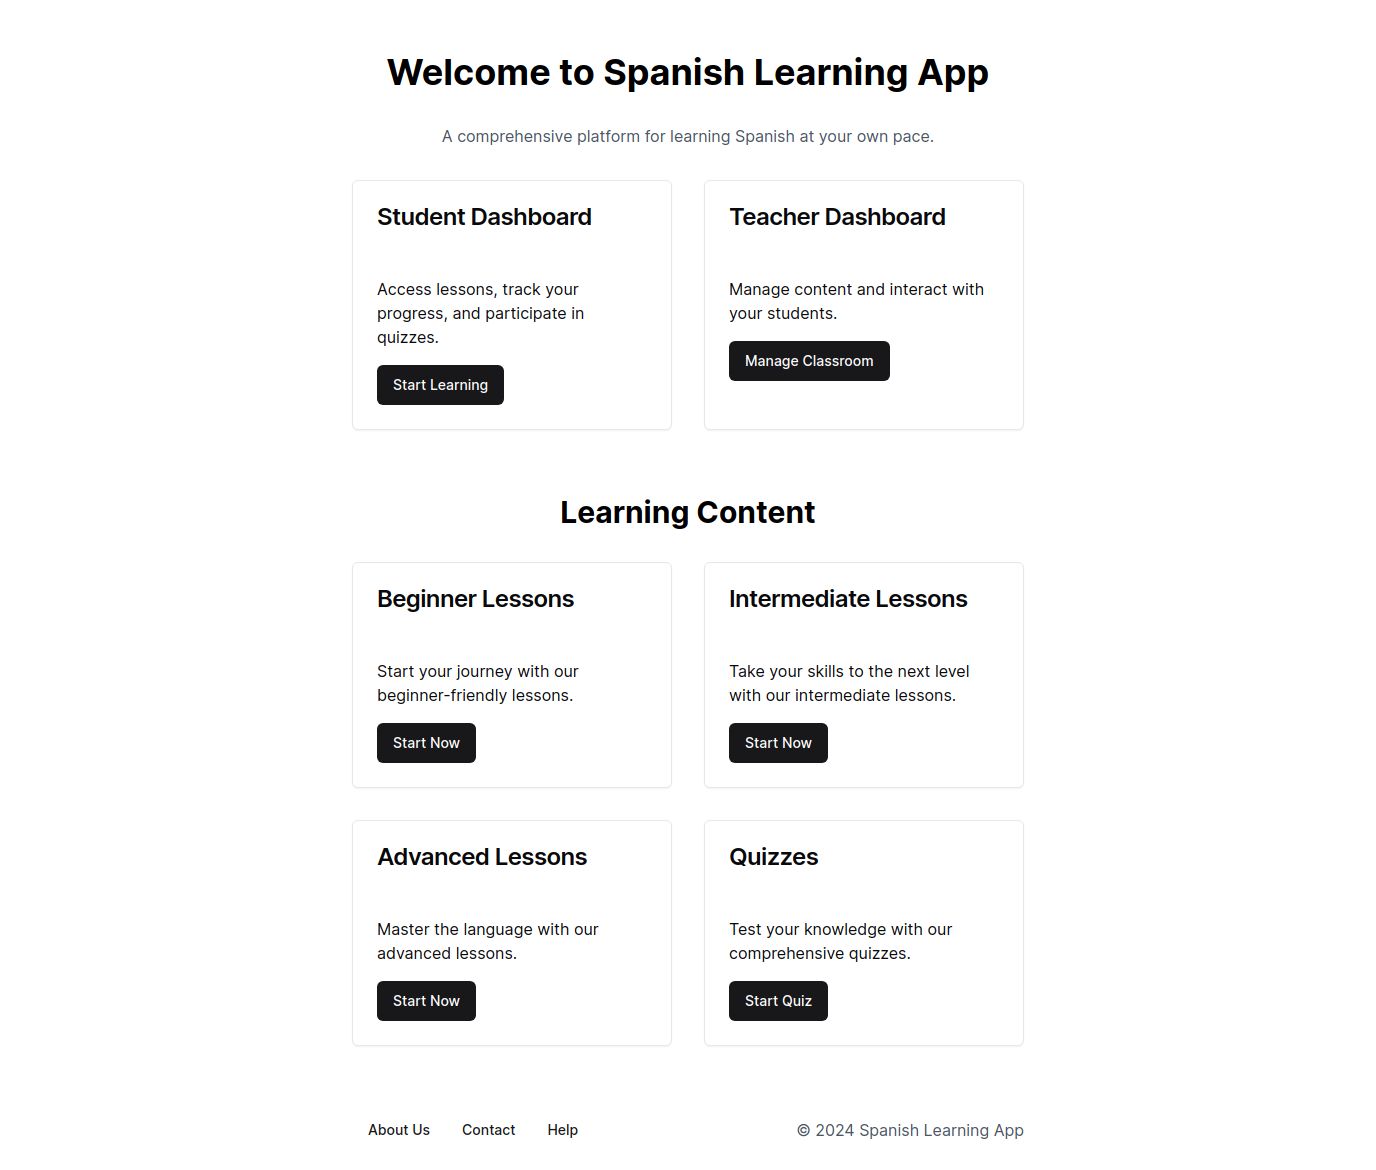 Welcome to Spanish Learning App
A comprehensive platform for learning Spanish at your own pace.
Student Dashboard
Access lessons, track your
progress, and participate in
quizzes.
Start Learning
Teacher Dashboard
Manage content and interact with
your students.
Manage Classroom
Learning Content
Beginner Lessons
Start your journey with our
beginner-friendly lessons.
Start Now
Intermediate Lessons
Take your skills to the next level
with our intermediate lessons.
Start Now
Advanced Lessons
Master the language with our
advanced lessons.
Start Now
Quizzes
Test your knowledge with our
comprehensive quizzes.
Start Quiz
About Us Contact Help © 2024 Spanish Learning App